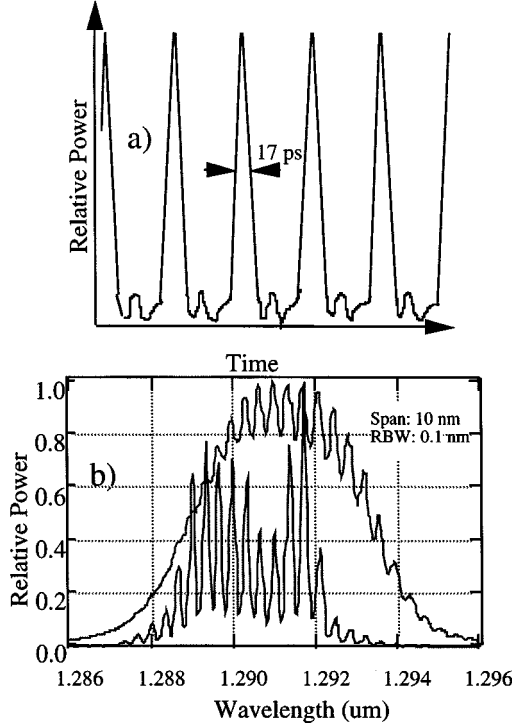 Relative Power
a)
17 ps
Time
Relative Power
1.0
0.8
0.6
0.4
0.2
0.0
b)
Span: 10 nm
RBW: 0.1 nm
1.286 1.288 1.290 1.292 1.294 1.296
Wavelength (um)